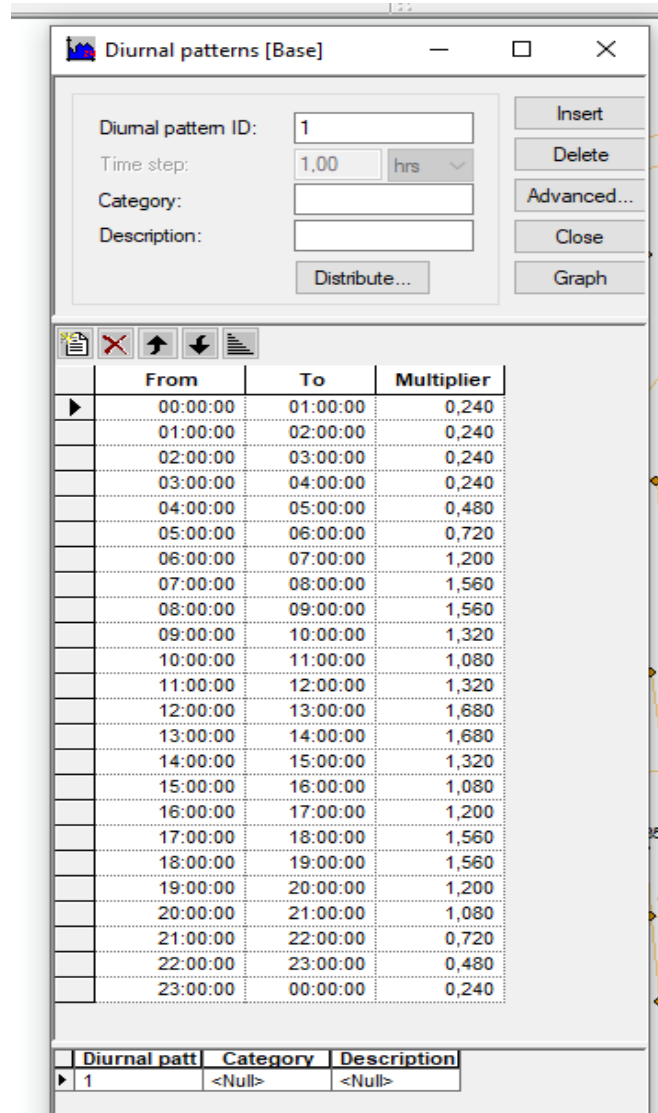 Diurnal patterns [Base]
Diurnal pattern ID: 1 Insert
Time step: 1,00 hrs Delete
Category: Advanced...
Description: Close
Distribute... Graph
From To Multiplier
00:00:00 01:00:00 0,240
01:00:00 02:00:00 0,240
02:00:00 03:00:00 0,240
03:00:00 04:00:00 0,240
04:00:00 05:00:00 0,480
05:00:00 06:00:00 0,720
06:00:00 07:00:00 1,200
07:00:00 08:00:00 1,560
08:00:00 09:00:00 1,560
09:00:00 10:00:00 1,320
10:00:00 11:00:00 1,080
11:00:00 12:00:00 1,320
12:00:00 13:00:00 1,680
13:00:00 14:00:00 1,680
14:00:00 15:00:00 1,320
15:00:00 16:00:00 1,080
16:00:00 17:00:00 1,200
17:00:00 18:00:00 1,560
18:00:00 19:00:00 1,560
19:00:00 20:00:00 1,200
20:00:00 21:00:00 1,080
21:00:00 22:00:00 0,720
22:00:00 23:00:00 0,480
23:00:00 00:00:00 0,240
Diurnal patt Category Description
1 <Null> <Null>